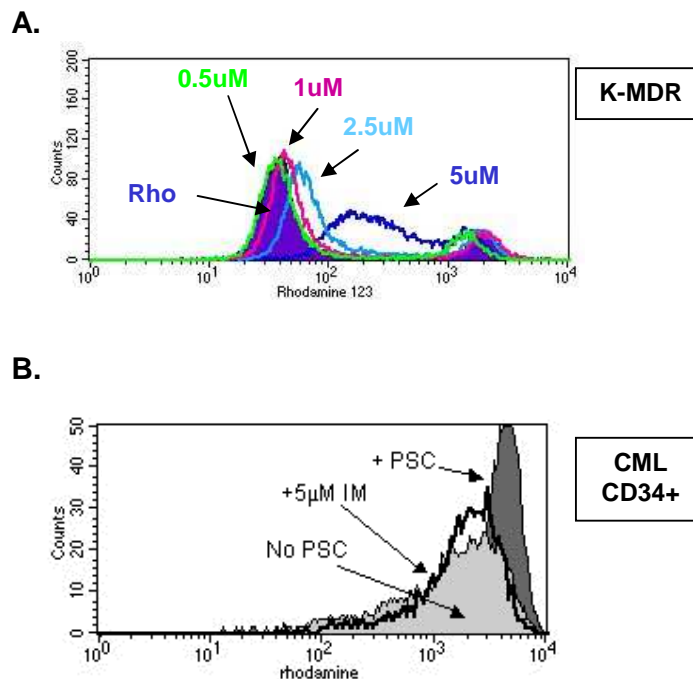 A.
K-MDR
0.5uM
1uM
2.5uM
5uM
Rho
Counts
200
160
120
80
40
0
10^0 10^1 10^2 10^3 10^4
Rhodamine 123
B.
CML
CD34+
+ PSC
+5µM IM
No PSC
Counts
50
40
30
20
10
0
10^0 10^1 10^2 10^3 10^4
rhodamine